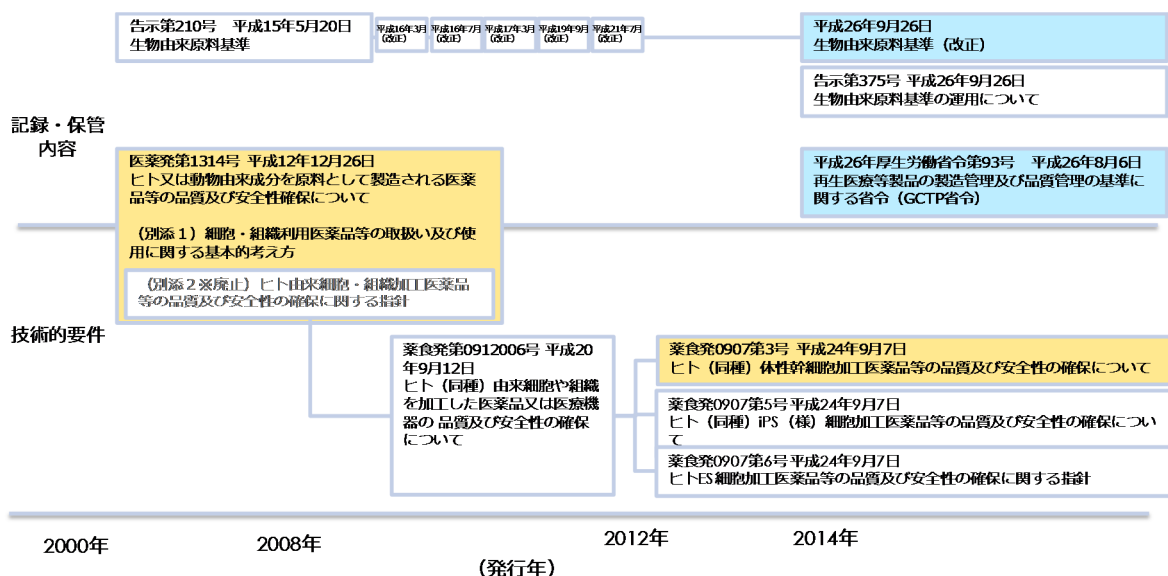 告示第210号　平成15年5月20日
生物由来原料基準
平成16年3月
(改正)
平成16年7月
(改正)
平成17年3月
(改正)
平成19年9月
(改正)
平成21年7月
(改正)
平成26年9月26日
生物由来原料基準（改正）
告示第375号 平成26年9月26日
生物由来原料基準の運用について
記録・保管
内容
医薬発第1314号 平成12年12月26日
ヒト又は動物由来成分を原料として製造される医薬
品等の品質及び安全性確保について
（別添１）細胞・組織利用医薬品等の取扱い及び使
用に関する基本的考え方
（別添２※廃止）ヒト由来細胞・組織加工医薬品
等の品質及び安全性の確保に関する指針
平成26年厚生労働省令第93号　平成26年8月6日
再生医療等製品の製造管理及び品質管理の基準に
関する省令（GCTP省令）
技術的要件
薬食発第0912006号 平成20
年9月12日
ヒト（同種）由来細胞や組織
を加工した医薬品又は医療機
器の 品質及び安全性の確保
について
薬食発0907第3号 平成24年9月7日
ヒト（同種）体性幹細胞加工医薬品等の品質及び安全性の確保について
薬食発0907第5号 平成24年9月7日
ヒト（同種）iPS（様）細胞加工医薬品等の品質及び安全性の確保につい
て
薬食発0907第6号 平成24年9月7日
ヒトES細胞加工医薬品等の品質及び安全性の確保に関する指針
2000年
2008年
2012年
2014年
（発行年）